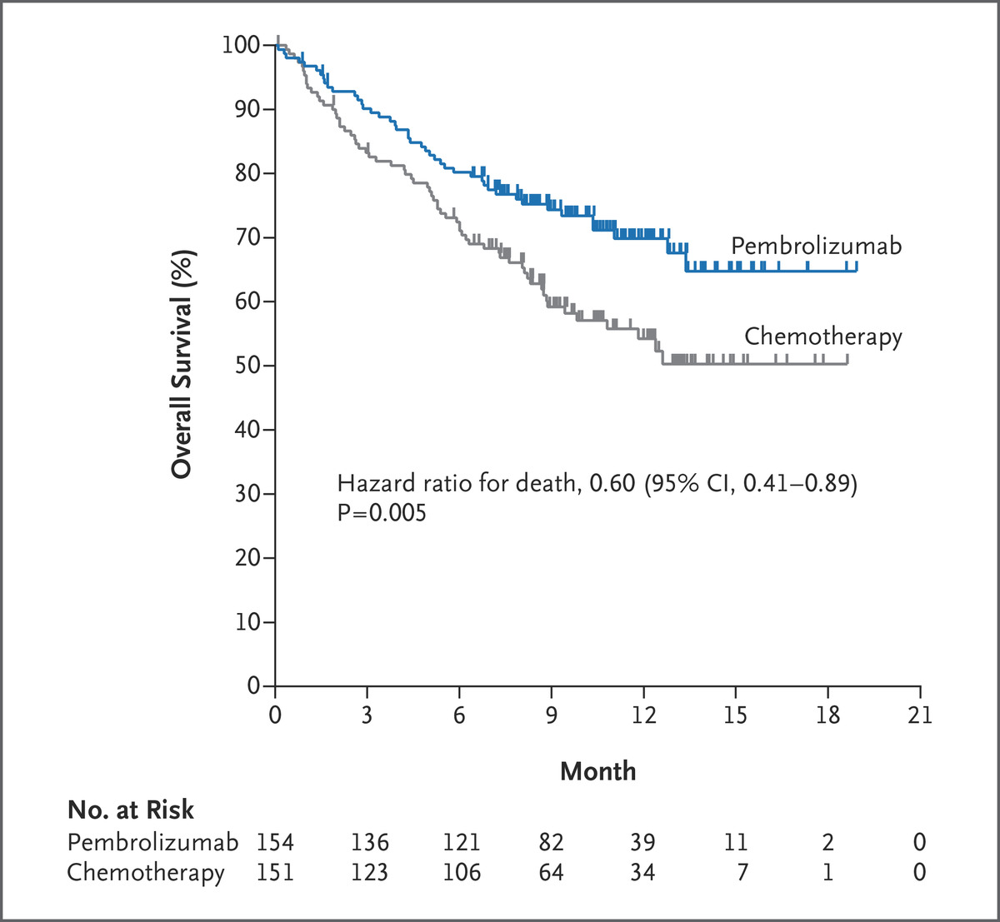 100
90
80
70
60
50
40
30
20
10
0
Overall Survival (%)
Pembrolizumab
Chemotherapy
Hazard ratio for death, 0.60 (95% CI, 0.41–0.89)
P=0.005
0 3 6 9 12 15 18 21
Month
No. at Risk
Pembrolizumab 154 136 121 82 39 11 2 0
Chemotherapy 151 123 106 64 34 7 1 0